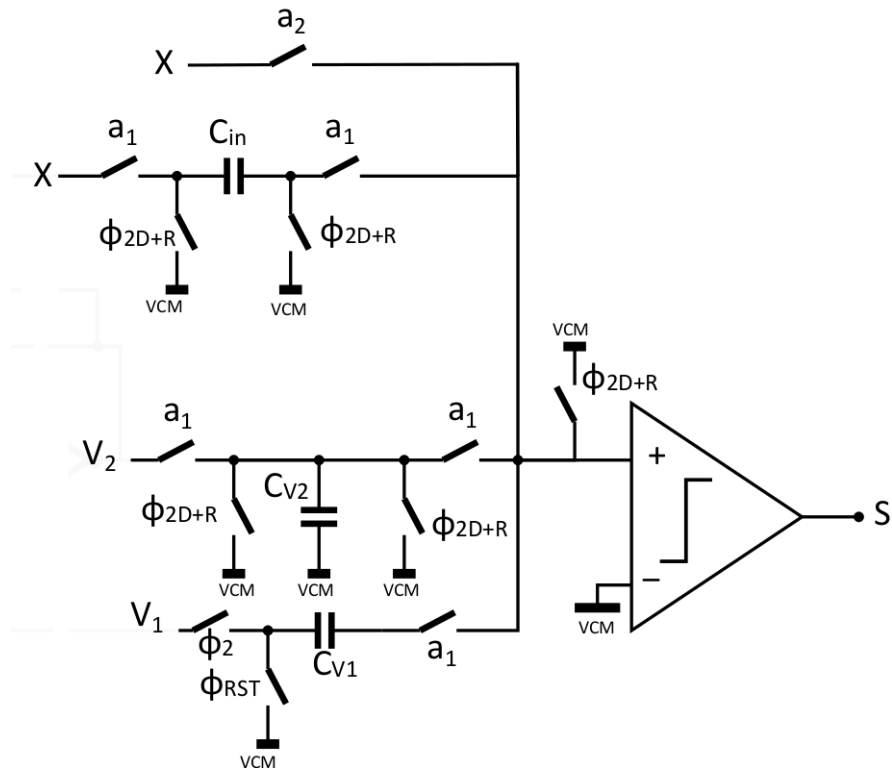 a2
X
a1
Cin
a1
X
ϕ2D+R
ϕ2D+R
VCM
VCM
VCM
ϕ2D+R
a1
a1
V2
CV2
+
S
ϕ2D+R
ϕ2D+R
−
VCM
VCM
VCM
VCM
V1
ϕ2
CV1
a1
ϕRST
VCM